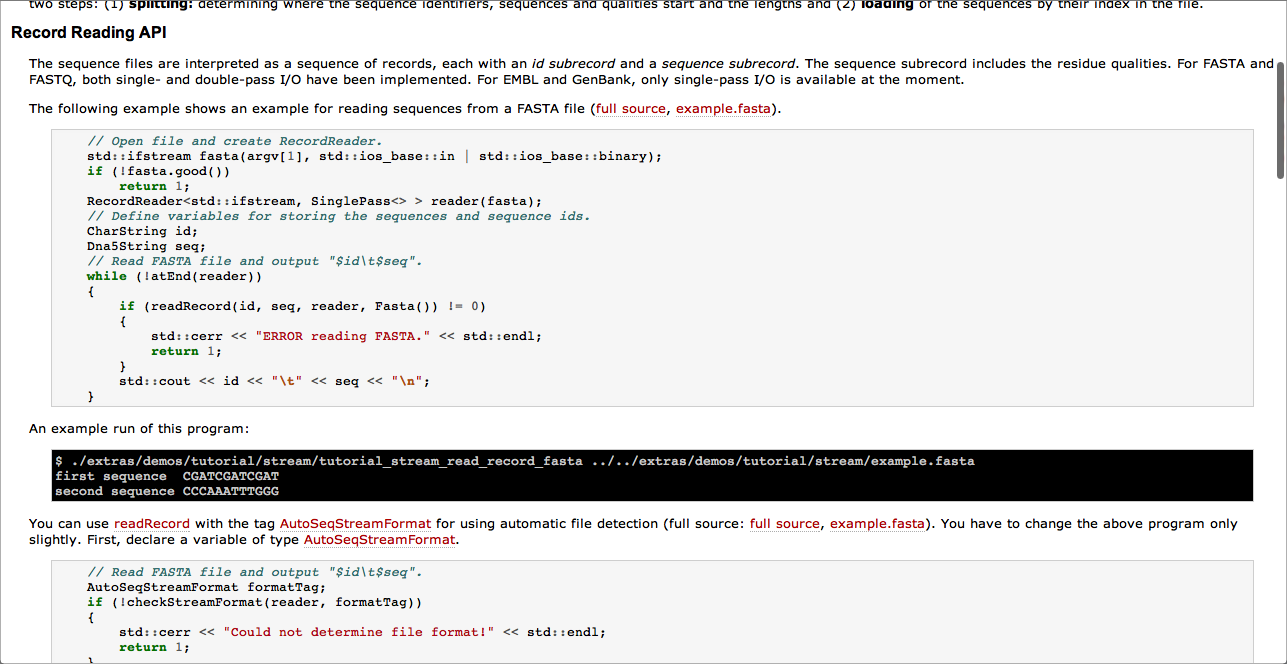 two steps: (1) splitting: determining where the sequence identifiers, sequences and qualities start and the lengths and (2) loading of the sequences by their index in the file.
Record Reading API
The sequence files are interpreted as a sequence of records, each with an id subrecord and a sequence subrecord. The sequence subrecord includes the residue qualities. For FASTA and
FASTQ, both single- and double-pass I/O have been implemented. For EMBL and GenBank, only single-pass I/O is available at the moment.
The following example shows an example for reading sequences from a FASTA file (full source, example.fasta).
// Open file and create RecordReader.
std::ifstream fasta(argv[1], std::ios_base::in | std::ios_base::binary);
if (!fasta.good())
    return 1;
RecordReader<std::ifstream, SinglePass<> > reader(fasta);
// Define variables for storing the sequences and sequence ids.
CharString id;
Dna5String seq;
// Read FASTA file and output "$id\t$seq".
while (!atEnd(reader))
{
    if (readRecord(id, seq, reader, Fasta()) != 0)
    {
        std::cerr << "ERROR reading FASTA." << std::endl;
        return 1;
    }
    std::cout << id << "\t" << seq << "\n";
}
An example run of this program:
$ ./extras/demos/tutorial/stream/tutorial_stream_read_record_fasta ../../extras/demos/tutorial/stream/example.fasta
first sequence  CGATCGATCGAT
second sequence CCCAAATTTGGG
You can use readRecord with the tag AutoSeqStreamFormat for using automatic file detection (full source: full source, example.fasta). You have to change the above program only
slightly. First, declare a variable of type AutoSeqStreamFormat.
// Read FASTA file and output "$id\t$seq".
AutoSeqStreamFormat formatTag;
if (!checkStreamFormat(reader, formatTag))
{
    std::cerr << "Could not determine file format!" << std::endl;
    return 1;
}